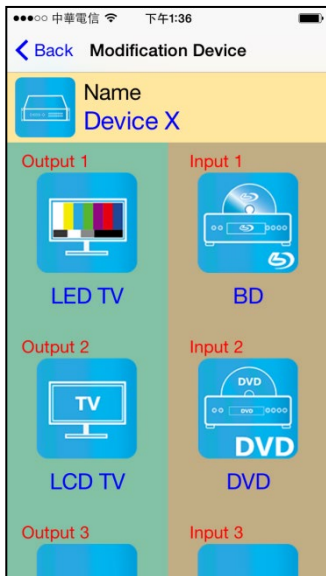 中華電信 下午1:36
Back Modification Device
Name
Device X
Output 1 Input 1
LED TV BD
Output 2 Input 2
TV DVD
DVD
DVD
LCD TV DVD
Output 3 Input 3